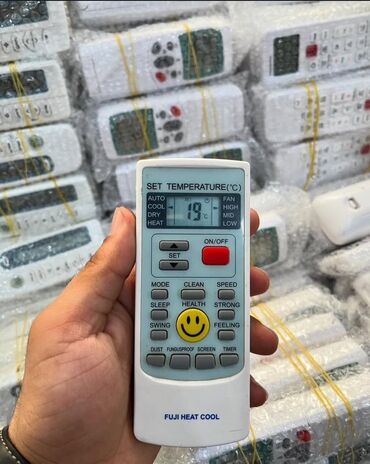 SET TEMPERATURE(°C)
AUTO FAN
COOL HIGH
DRY MID
HEAT LOW
19°C
ON/OFF
SET
MODE CLEAN SPEED
SLEEP HEALTH STRONG
SWING FEELING
DUST FUNGUSPROOF SCREEN TIMER
FUJI HEAT COOL